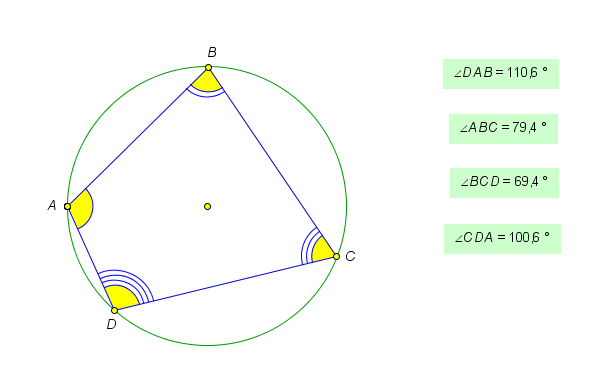 B
∠DAB = 110,6 °
∠ABC = 79,4 °
∠BCD = 69,4 °
A
∠CDA = 100,6 °
C
D